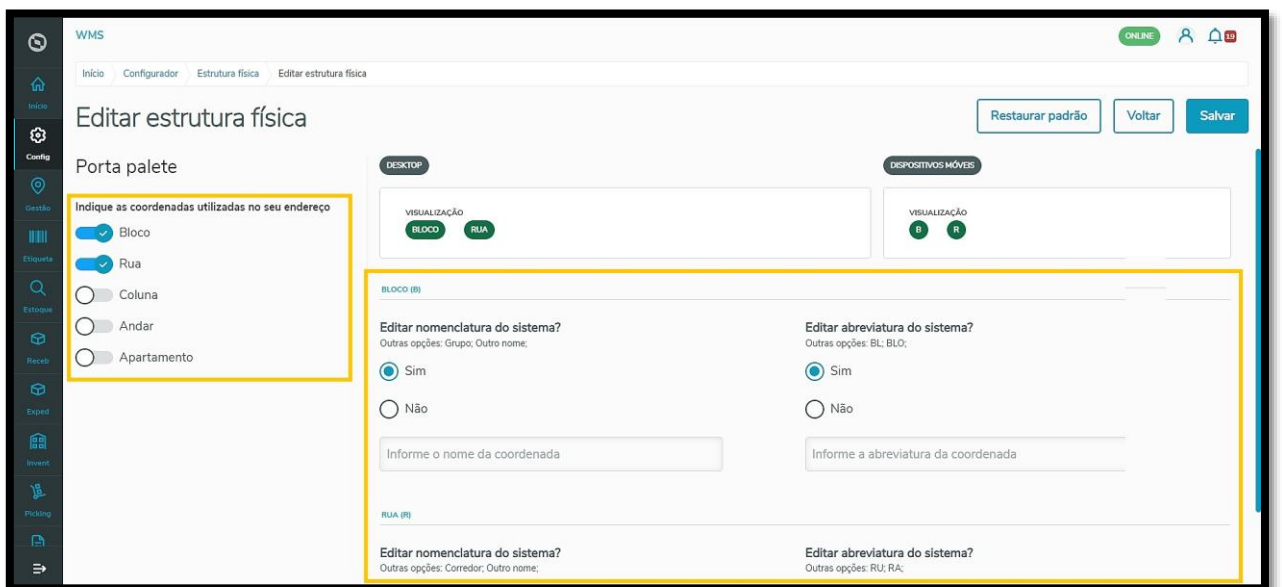 WMS
ONLINE
19
Início
Configurador
Estrutura física
Editar estrutura física
Editar estrutura física
Restaurar padrão
Voltar
Salvar
Início
Config
Gestão
Etiqueta
Estoque
Receb
Exped
Invent
Picking
Porta palete
Indique as coordenadas utilizadas no seu endereço
Bloco
Rua
Coluna
Andar
Apartamento
DESKTOP
VISUALIZAÇÃO
BLOCO RUA
DISPOSITIVOS MÓVEIS
VISUALIZAÇÃO
B R
BLOCO (B)
Editar nomenclatura do sistema?
Outras opções: Grupo; Outro nome;
Sim
Não
Informe o nome da coordenada
Editar abreviatura do sistema?
Outras opções: BL; BLO;
Sim
Não
Informe a abreviatura da coordenada
RUA (R)
Editar nomenclatura do sistema?
Outras opções: Corredor; Outro nome;
Editar abreviatura do sistema?
Outras opções: RU; RA;